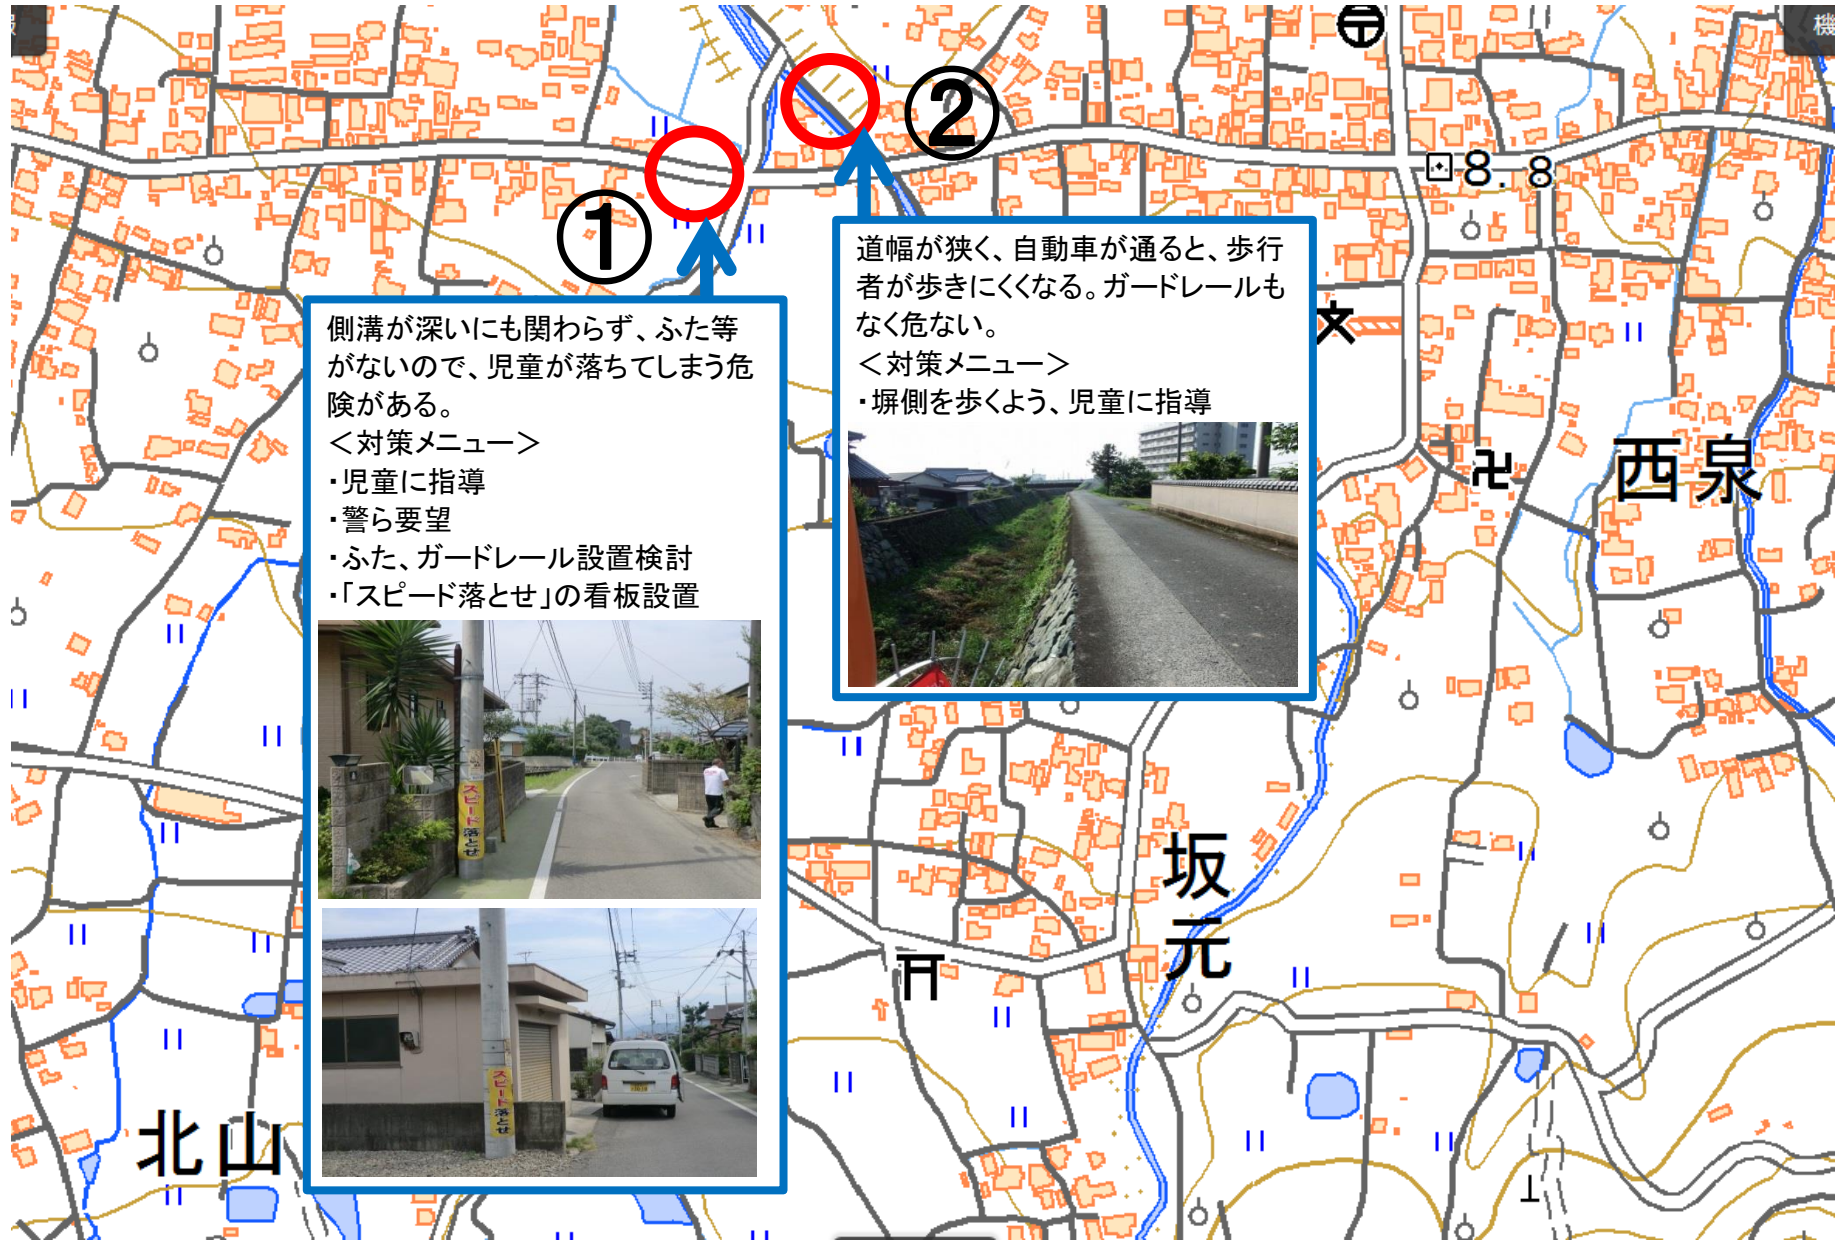 機
②
8.8
①
道幅が狭く、自動車が通ると、歩行
者が歩きにくくなる。ガードレールも
なく危ない。
<対策メニュー>
・塀側を歩くよう、児童に指導
側溝が深いにも関わらず、ふた等
がないので、児童が落ちてしまう危
険がある。
<対策メニュー>
・児童に指導
・警ら要望
・ふた、ガードレール設置検討
・「スピード落とせ」の看板設置
西泉
スピード落とせ
坂元
スピード落とせ
北山